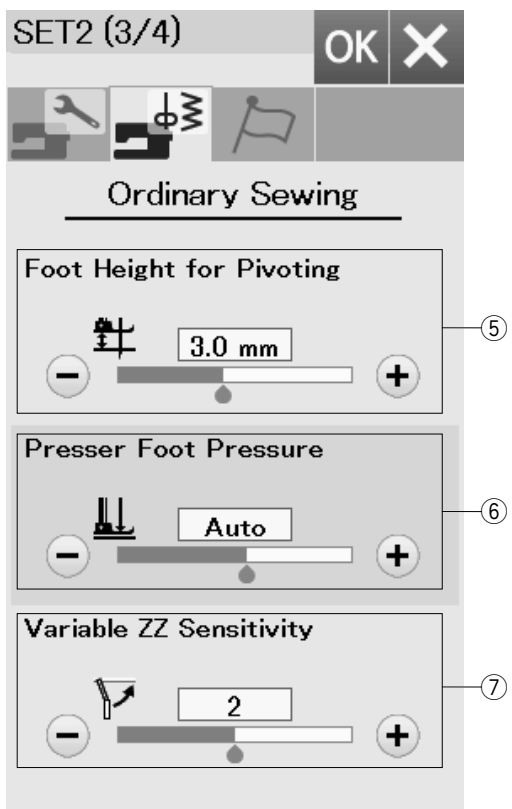 SET2 (3/4)
OK
Ordinary Sewing
Foot Height for Pivoting
3.0 mm
⑤
Presser Foot Pressure
Auto
⑥
Variable ZZ Sensitivity
2
⑦